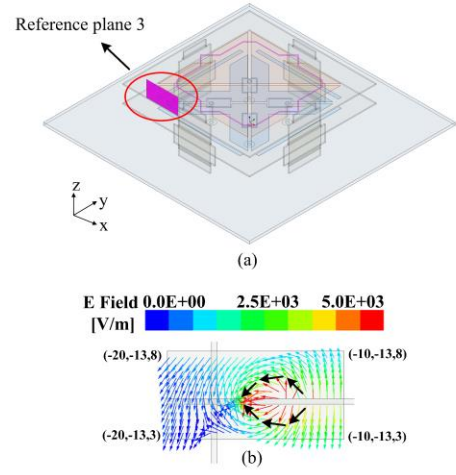 Reference plane 3
z
y
x
(a)
E Field 0.0E+00 2.5E+03 5.0E+03
[V/m]
(-20,-13,8) (-10,-13,8)
(-20,-13,3) (-10,-13,3)
(b)